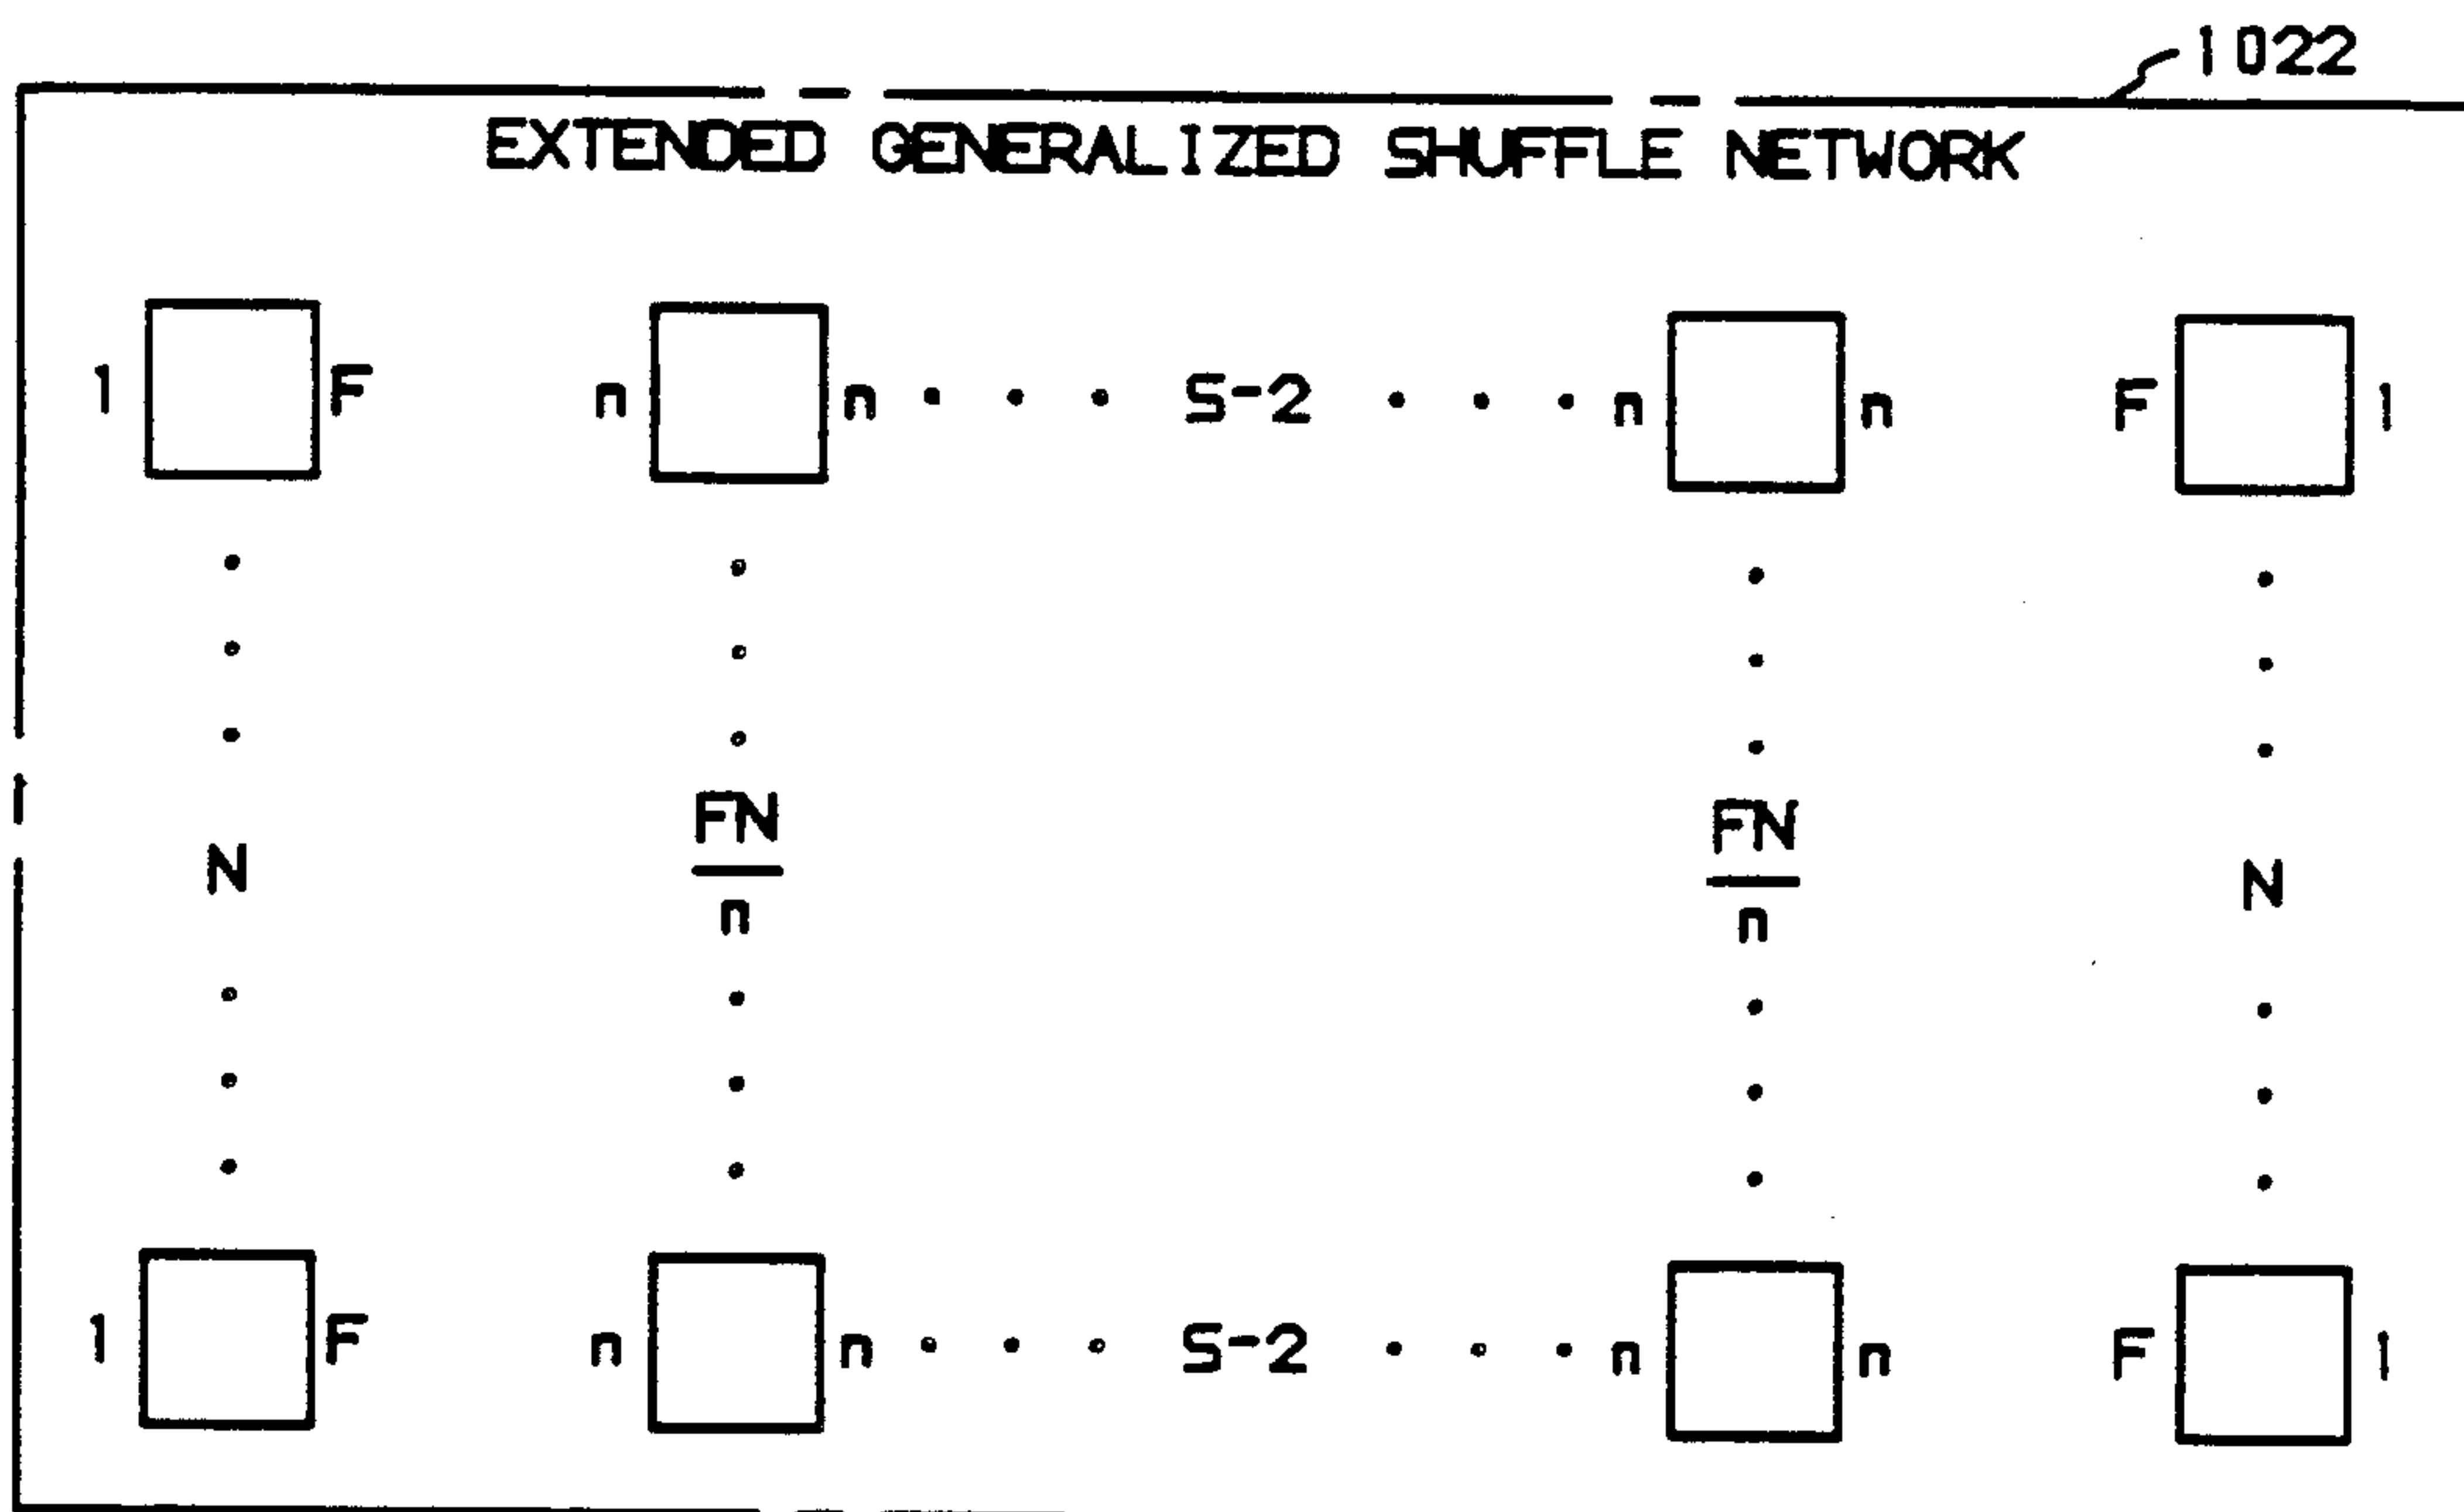 1022
EXTENDED GENERALIZED SHUFFLE NETWORK
1 F n n . . . S-2 . . . n n F 1
N FN/n FN/n N
1 F n n . . . S-2 . . . n n F 1